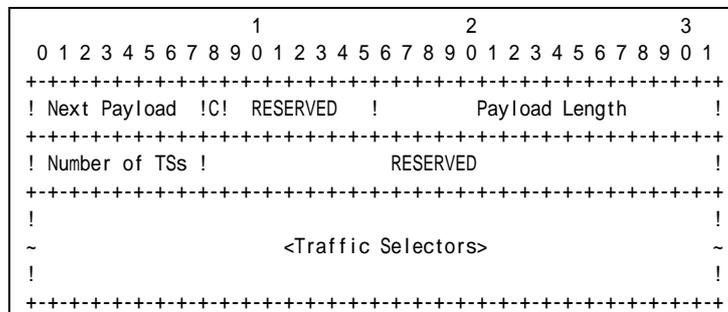 1                   2                   3
 0 1 2 3 4 5 6 7 8 9 0 1 2 3 4 5 6 7 8 9 0 1 2 3 4 5 6 7 8 9 0 1
+-+-+-+-+-+-+-+-+-+-+-+-+-+-+-+-+-+-+-+-+-+-+-+-+-+-+-+-+-+-+-+-+
! Next Payload  !C!  RESERVED   !         Payload Length        !
+-+-+-+-+-+-+-+-+-+-+-+-+-+-+-+-+-+-+-+-+-+-+-+-+-+-+-+-+-+-+-+-+
! Number of TSs !                 RESERVED                      !
+-+-+-+-+-+-+-+-+-+-+-+-+-+-+-+-+-+-+-+-+-+-+-+-+-+-+-+-+-+-+-+-+
!                                                               !
~                       <Traffic Selectors>                     ~
!                                                               !
+-+-+-+-+-+-+-+-+-+-+-+-+-+-+-+-+-+-+-+-+-+-+-+-+-+-+-+-+-+-+-+-+